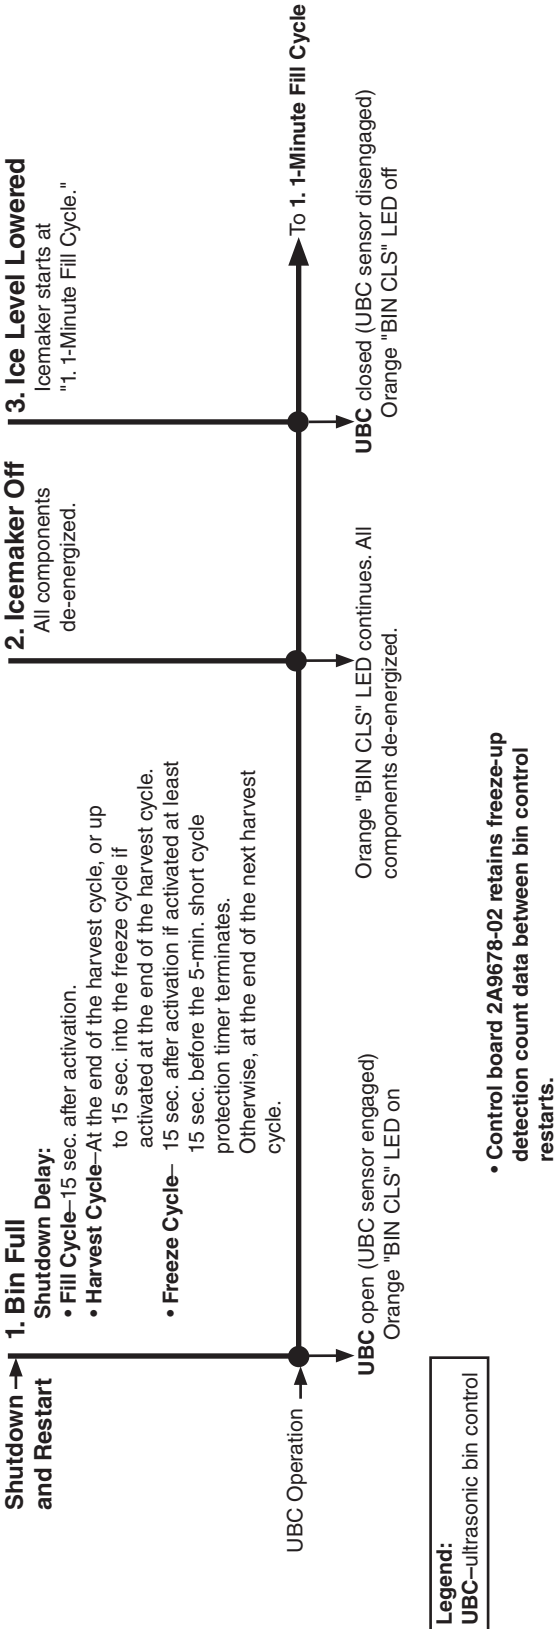 Shutdown
and Restart
1. Bin Full
Shutdown Delay:
• Fill Cycle–15 sec. after activation.
• Harvest Cycle–At the end of the harvest cycle, or up
to 15 sec. into the freeze cycle if
activated at the end of the harvest cycle.
• Freeze Cycle– 15 sec. after activation if activated at least
15 sec. before the 5-min. short cycle
protection timer terminates.
Otherwise, at the end of the next harvest
cycle.
2. Icemaker Off
All components
de-energized.
3. Ice Level Lowered
Icemaker starts at
"1. 1-Minute Fill Cycle."
UBC Operation
To 1. 1-Minute Fill Cycle
UBC open (UBC sensor engaged)
Orange "BIN CLS" LED on
Orange "BIN CLS" LED continues. All
components de-energized.
UBC closed (UBC sensor disengaged)
Orange "BIN CLS" LED off
Legend:
UBC–ultrasonic bin control
• Control board 2A9678-02 retains freeze-up
detection count data between bin control
restarts.